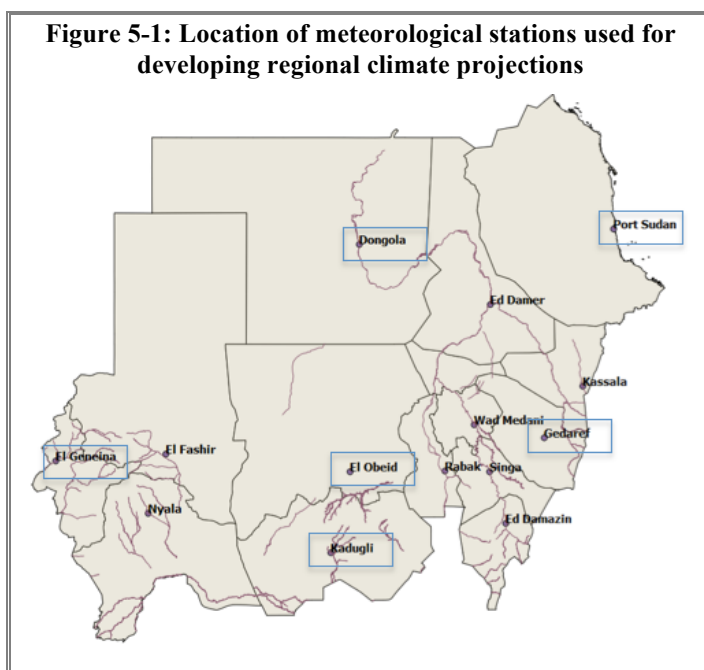 Figure 5-1: Location of meteorological stations used for
developing regional climate projections
Port Sudan
Dongola
Ed Damer
Kassala
Wad Medani
Gedaref
El Fashir
El Geneina
El Obeid
Rabak
Singa
Nyala
Ed Damazin
Kadugli